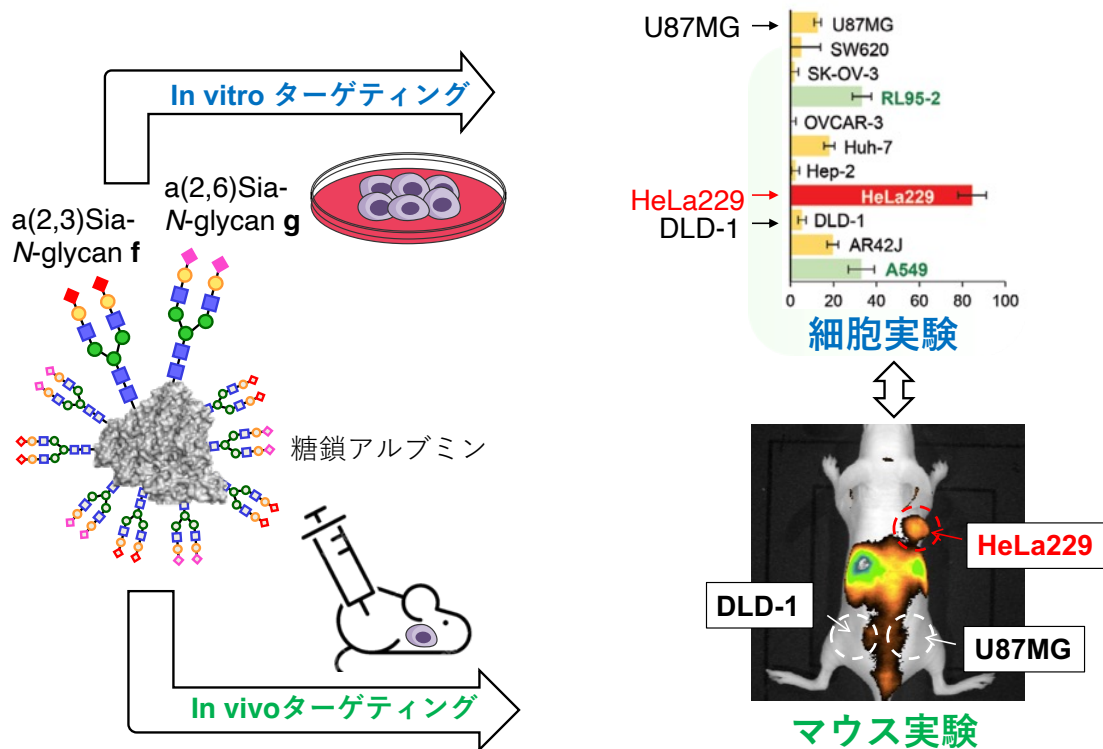 In vitro ターゲティング
a(2,6)Sia-
N-glycan g
a(2,3)Sia-
N-glycan f
糖鎖アルブミン
In vivoターゲティング
U87MG
HeLa229
DLD-1
U87MG
SW620
SK-OV-3
RL95-2
OVCAR-3
Huh-7
Hep-2
HeLa229
DLD-1
AR42J
A549
0 20 40 60 80 100
細胞実験
HeLa229
DLD-1
U87MG
マウス実験